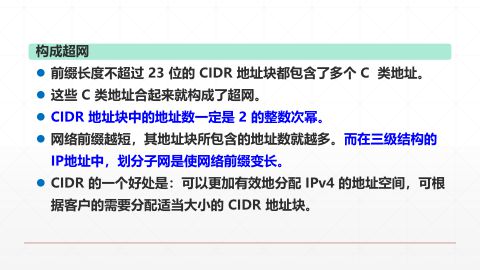 构成超网
前缀长度不超过 23 位的 CIDR 地址块都包含了多个 C 类地址。
这些 C 类地址合起来就构成了超网。
CIDR 地址块中的地址数一定是 2 的整数次幂。
网络前缀越短，其地址块所包含的地址数就越多。而在三级结构的
IP地址中，划分子网是使网络前缀变长。
CIDR 的一个好处是：可以更加有效地分配 IPv4 的地址空间，可根
据客户的需要分配适当大小的 CIDR 地址块。